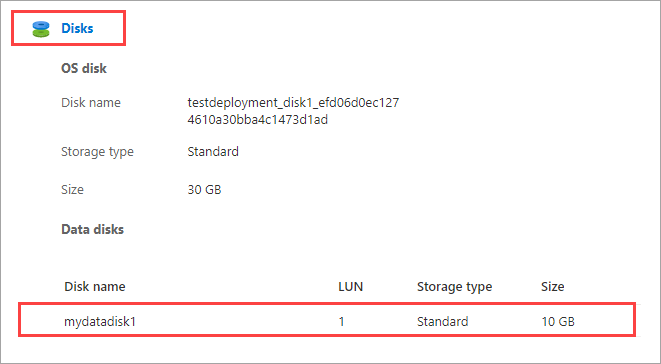 Disks
OS disk
Disk name testdeployment_disk1_efd06d0ec127
4610a30bba4c1473d1ad
Storage type Standard
Size 30 GB
Data disks
Disk name LUN Storage type Size
mydatadisk1 1 Standard 10 GB